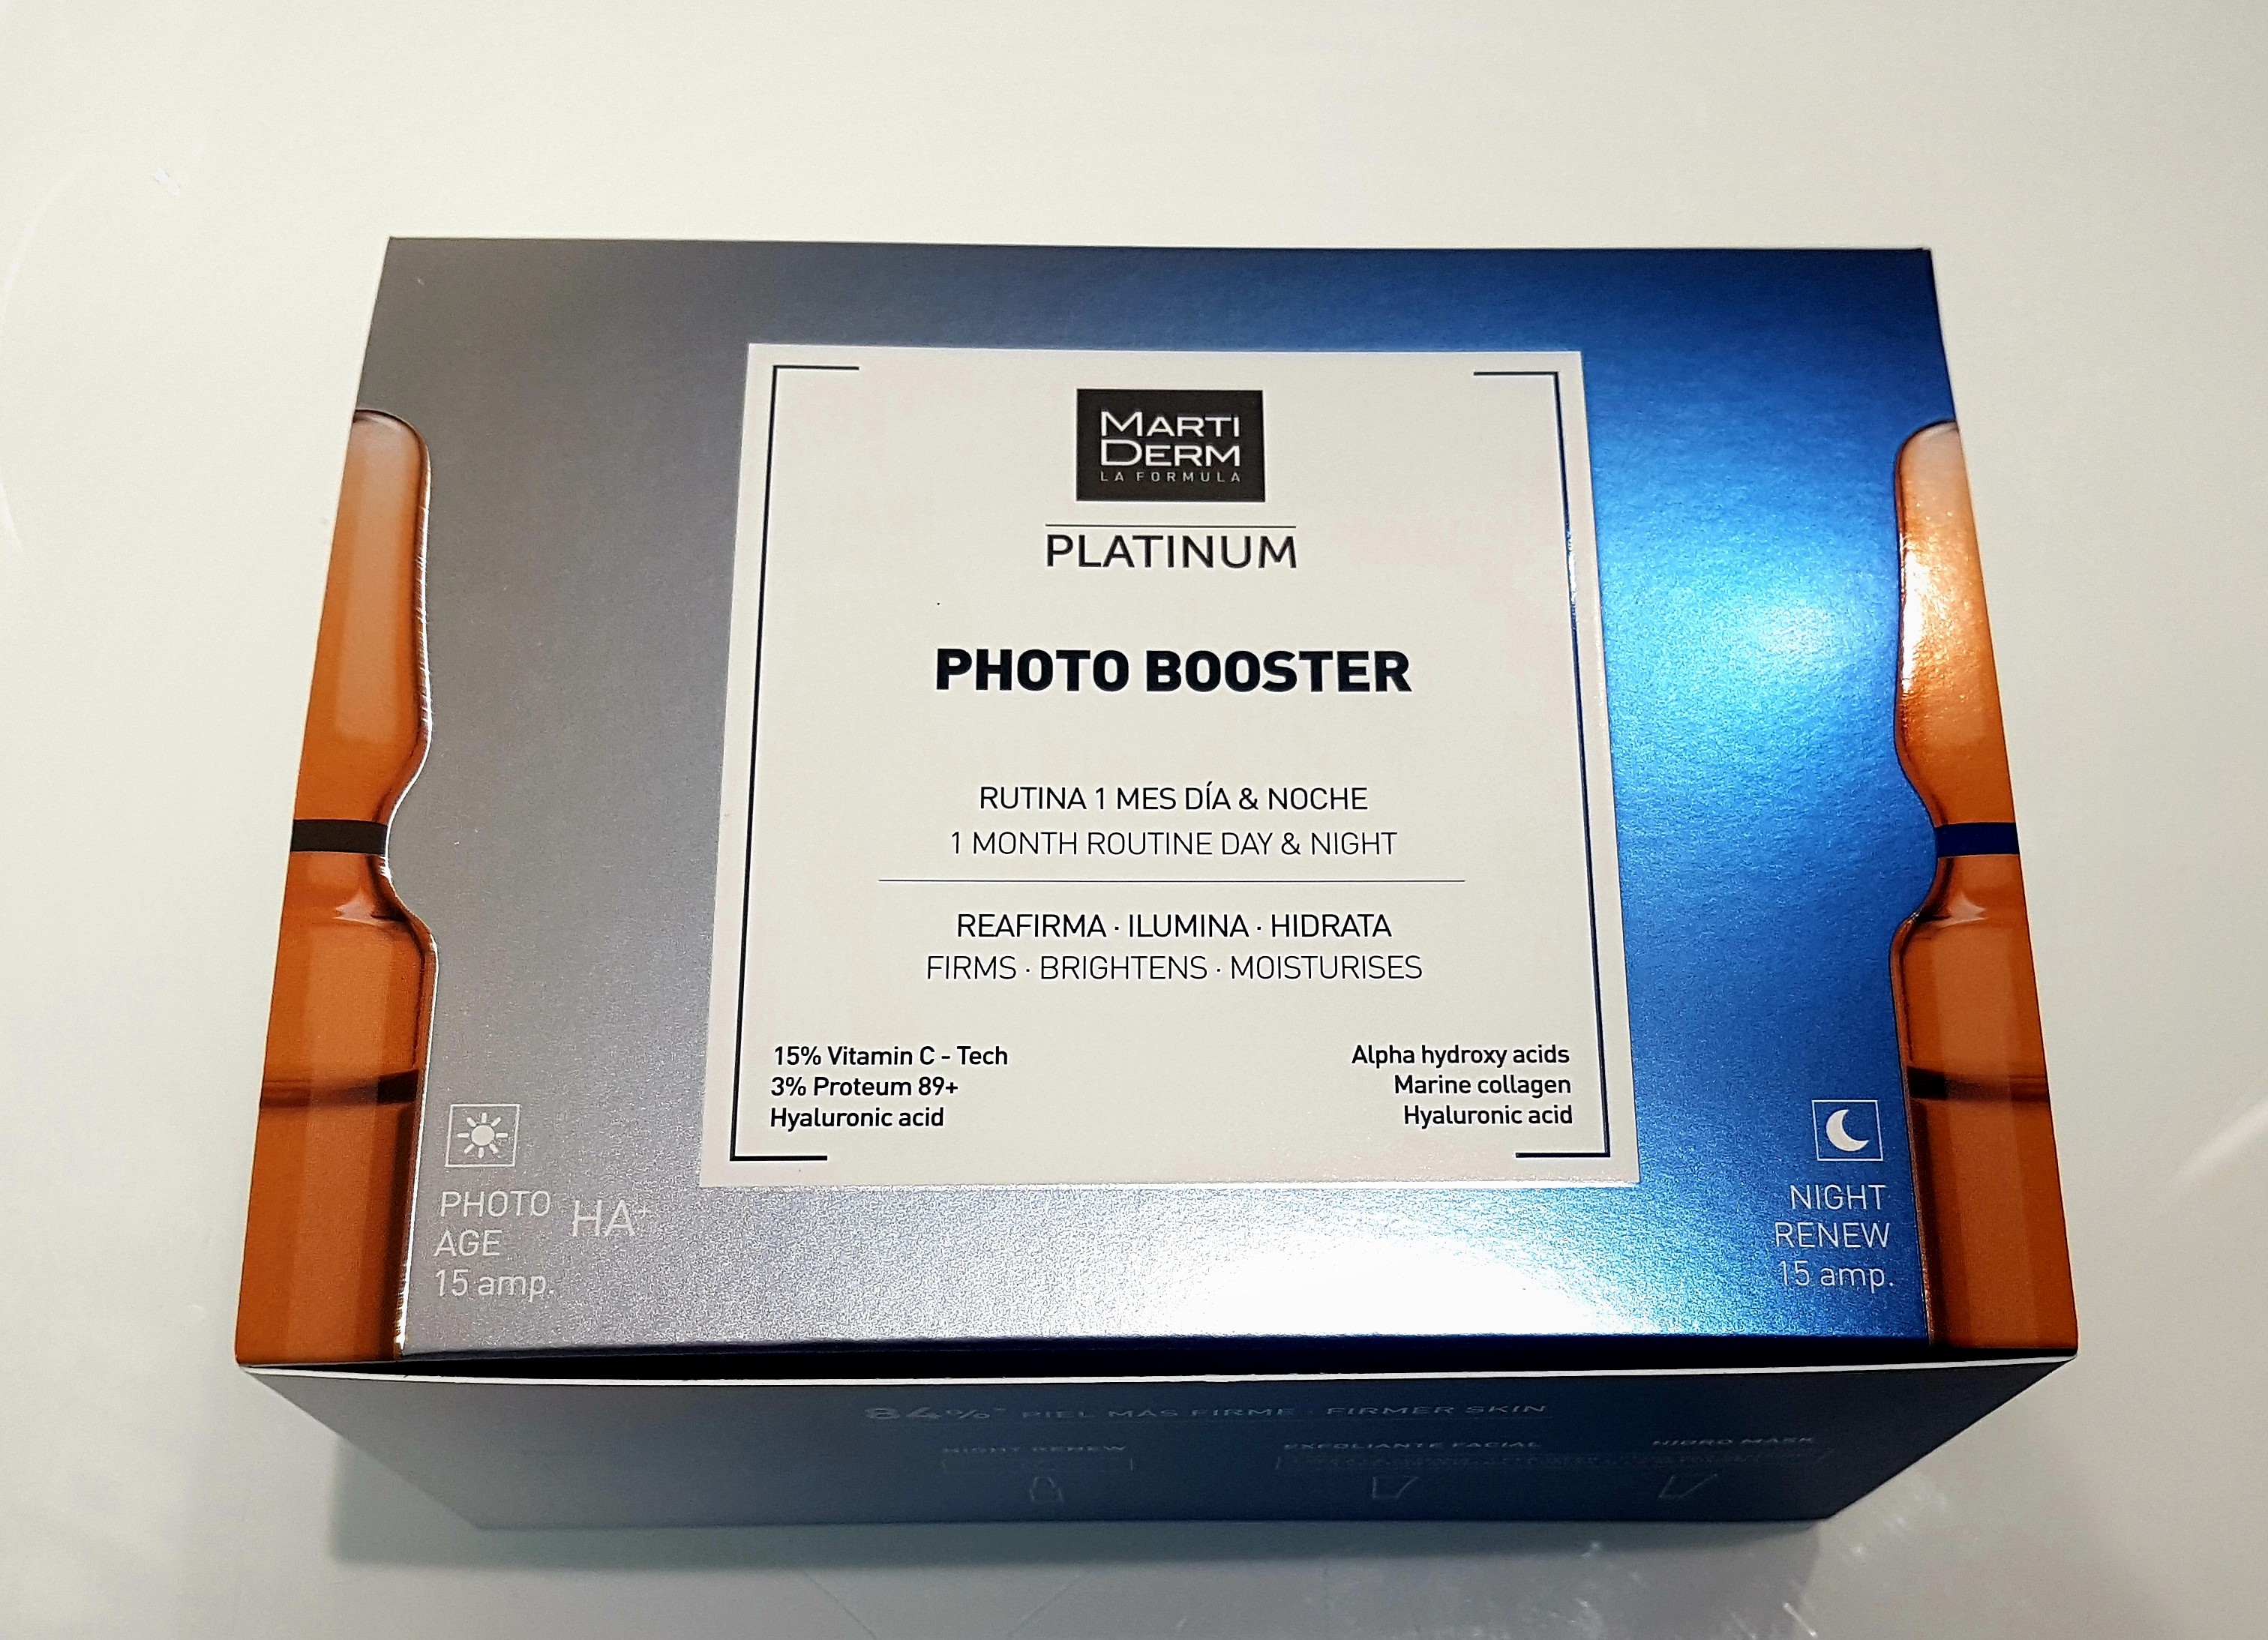 MARTI
DERM
LA FORMULA
PLATINUM
PHOTO BOOSTER
RUTINA 1 MES DÍA & NOCHE
1 MONTH ROUTINE DAY & NIGHT
REAFIRMA · ILUMINA · HIDRATA
FIRMS · BRIGHTENS · MOISTURISES
15% Vitamin C - Tech
3% Proteum 89+
Hyaluronic acid
Alpha hydroxy acids
Marine collagen
Hyaluronic acid
PHOTO
AGE
HA+
15 amp.
NIGHT
RENEW
15 amp.
84%* PIEL MÁS FIRME · FIRMER SKIN
NIGHT RENEW
EXFOLIANTE FACIAL
HIDRO MASK